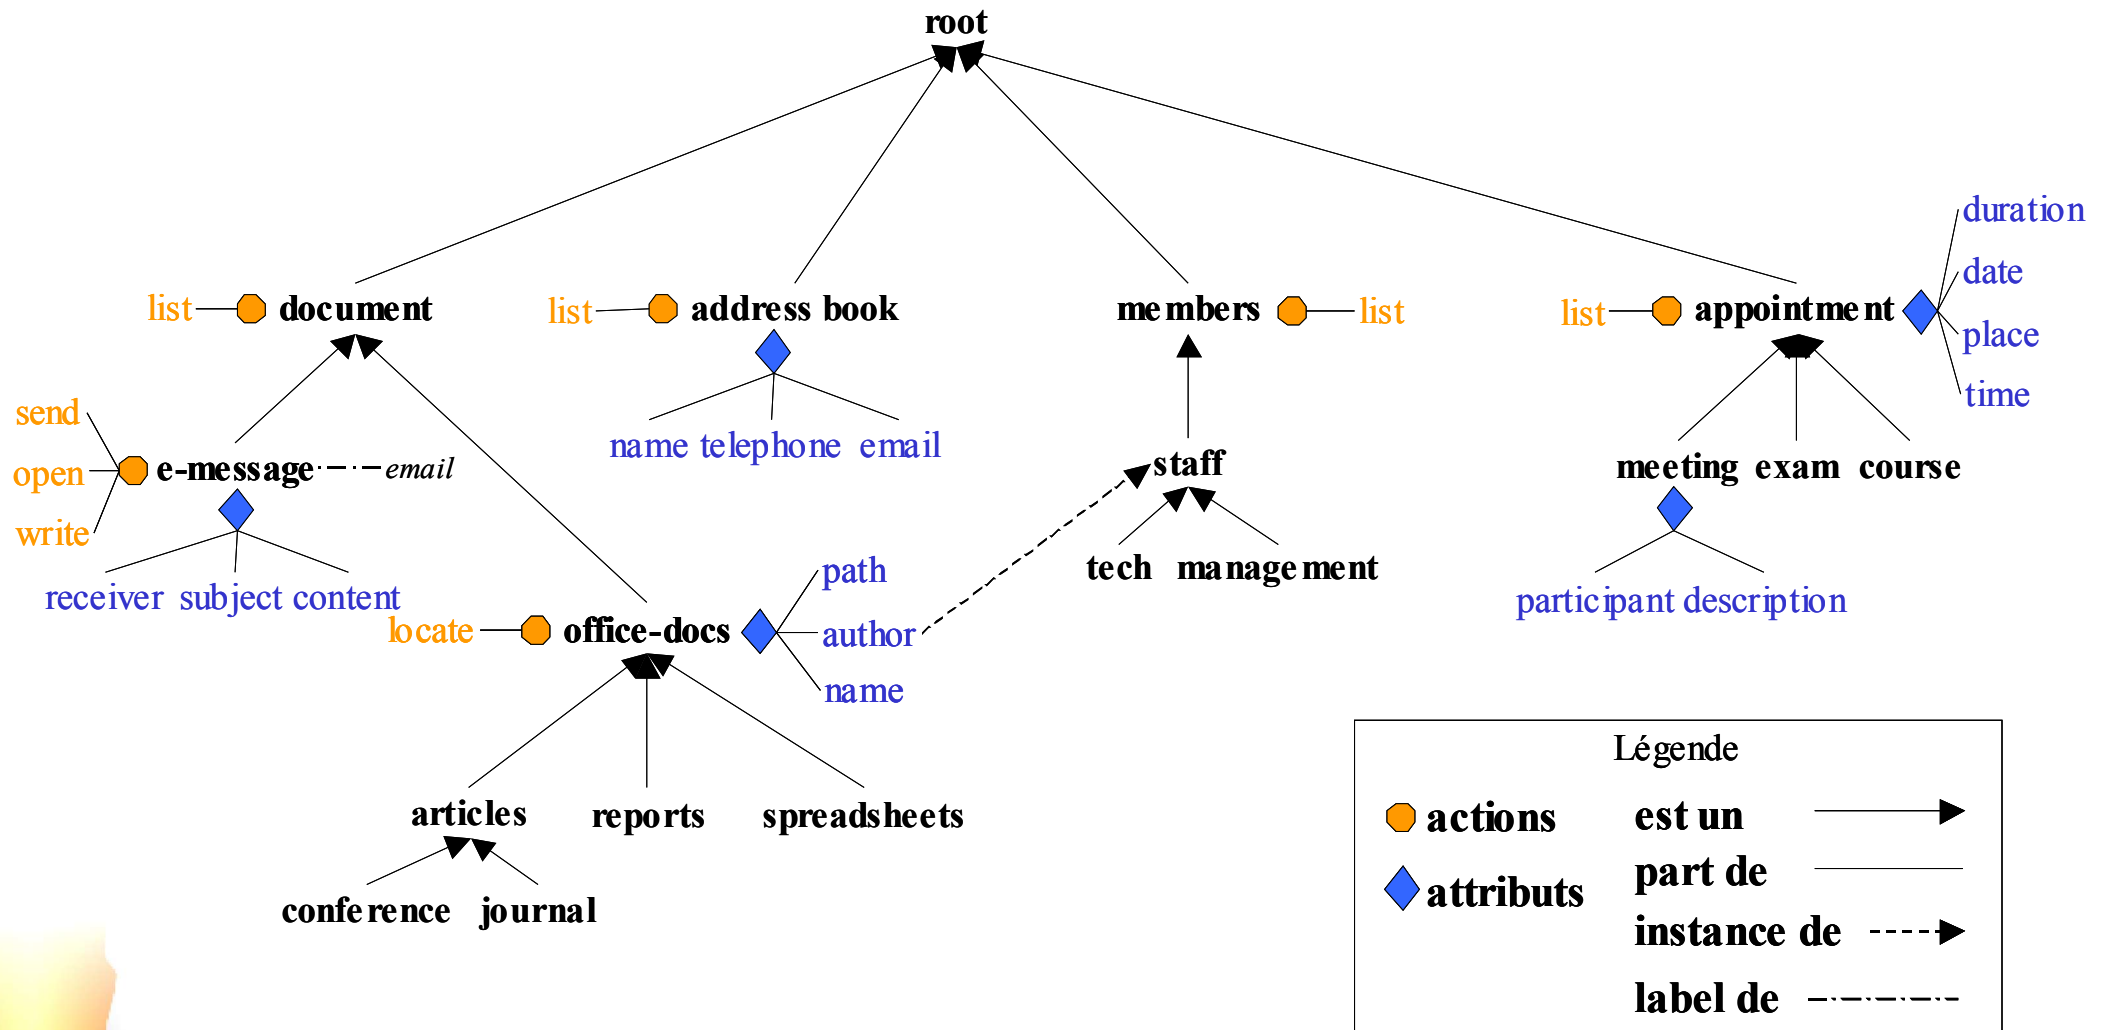 root
duration
date
list document
list address book
members list
list appointment
place
time
send
open
write
e-message email
name telephone email
staff
meeting exam course
receiver subject content
tech management
participant description
path
locate office-docs author
name
articles reports spreadsheets
conference journal
Légende
actions est un
attributs part de
instance de
label de